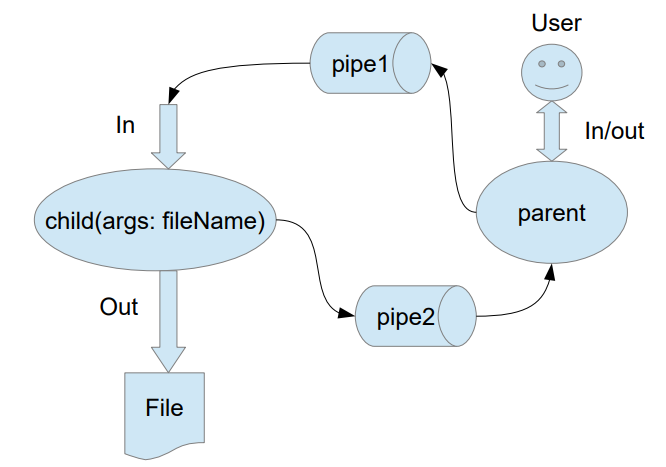 User
pipe1
In
In/out
child(args: fileName)
parent
Out
pipe2
File